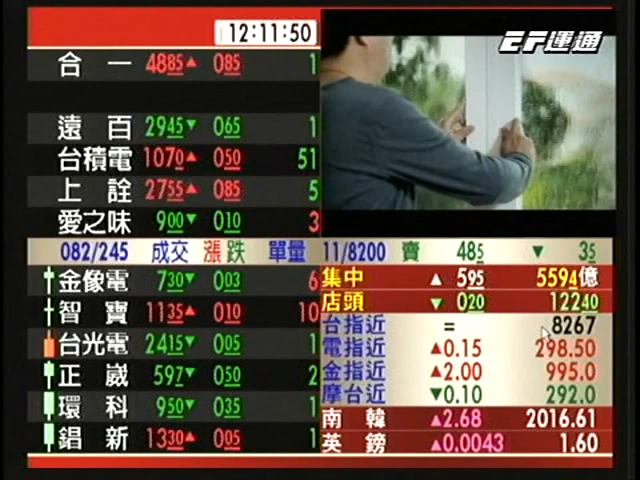 12:11:50
EF運通
合一 4885▲ 085 1
遠百 2945▼ 065 1
台積電 1070▲ 050 51
上詮 2755▲ 085 5
愛之味 900▼ 010 3
082/245 成交 漲跌 單量 11/8200 賣 485 ▼ 35
金像電 730▼ 003 6
智寶 1135▲ 010 10
台光電 2415▼ 005 1
正崴 597▼ 050 2
環科 950▼ 035 1
錩新 1330▲ 005 1
集中 ▲ 595 5594億
店頭 ▼ 020 12240
台指近 = 8267
電指近 ▲0.15 298.50
金指近 ▲2.00 995.0
摩台近 ▼0.10 292.0
南韓 ▲2.68 2016.61
英鎊 ▲0.0043 1.60